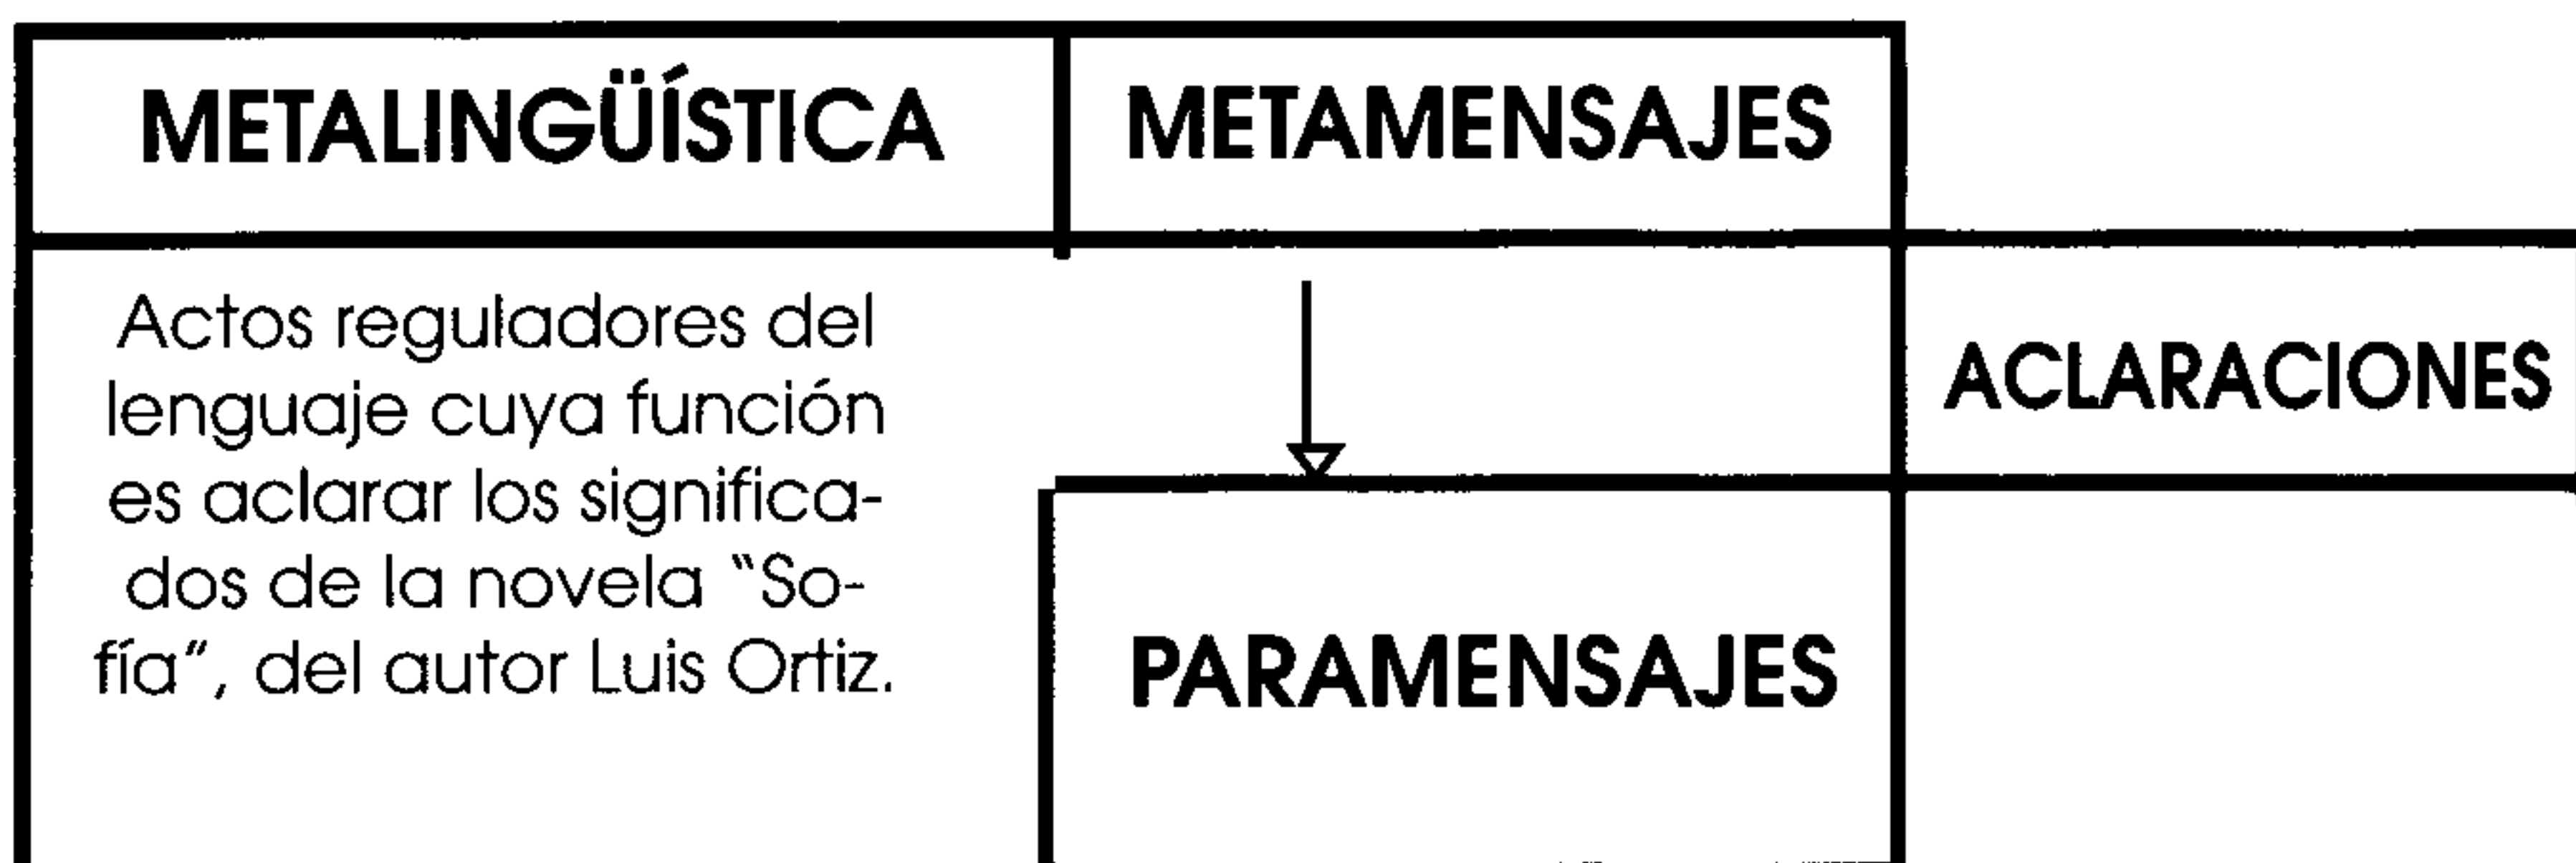 METALINGÜÍSTICA
METAMENSAJES
Actos reguladores del
lenguaje cuya función
es aclarar los significa-
dos de la novela "So-
fía", del autor Luis Ortiz.
ACLARACIONES
PARAMENSAJES